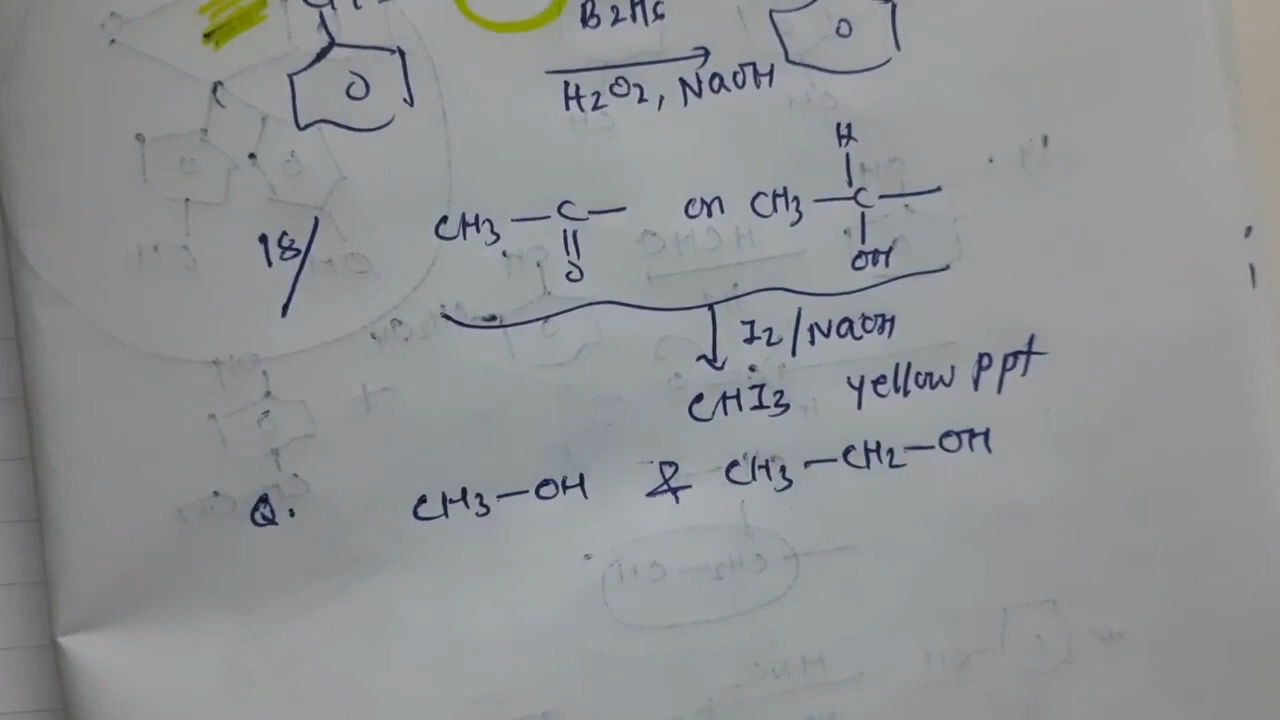 B2H6
H2O2, NaOH
18/ CH3—C— or CH3—C—
H
O
OH
I2/NaOH
CHI3 yellow ppt
Q. CH3—OH & CH3—CH2—OH